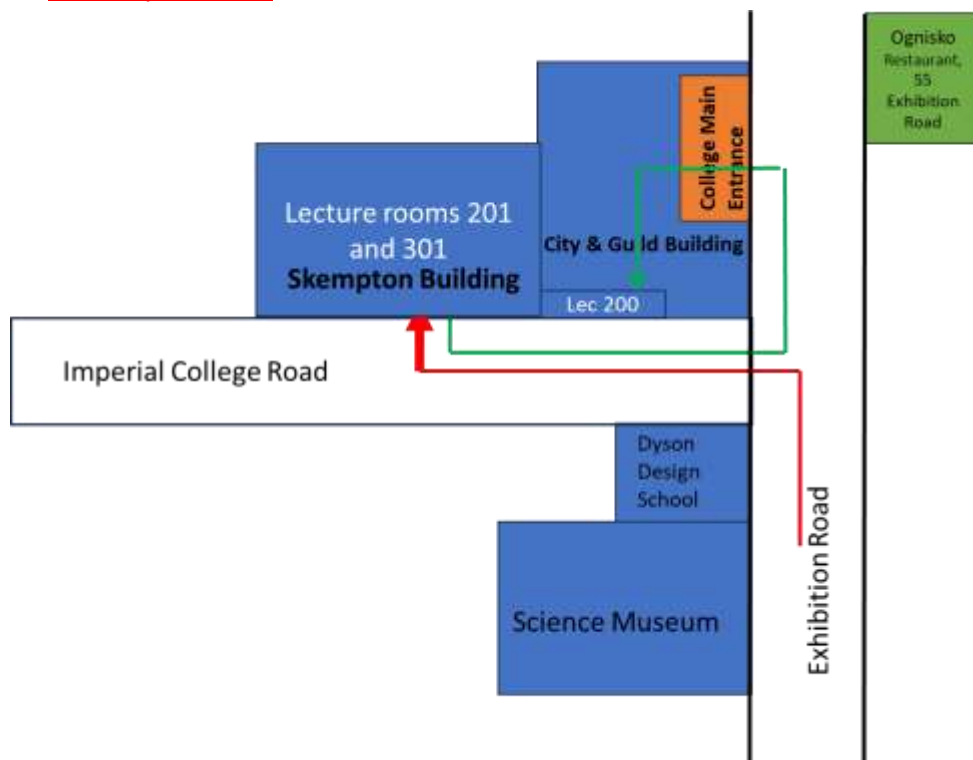 Ognisko
Restaurant,
55
Exhibition
Road
College Main
Entrance
Lecture rooms 201
and 301
Skempton Building
City & Guild Building
Lec 200
Imperial College Road
Dyson
Design
School
Science Museum
Exhibition Road